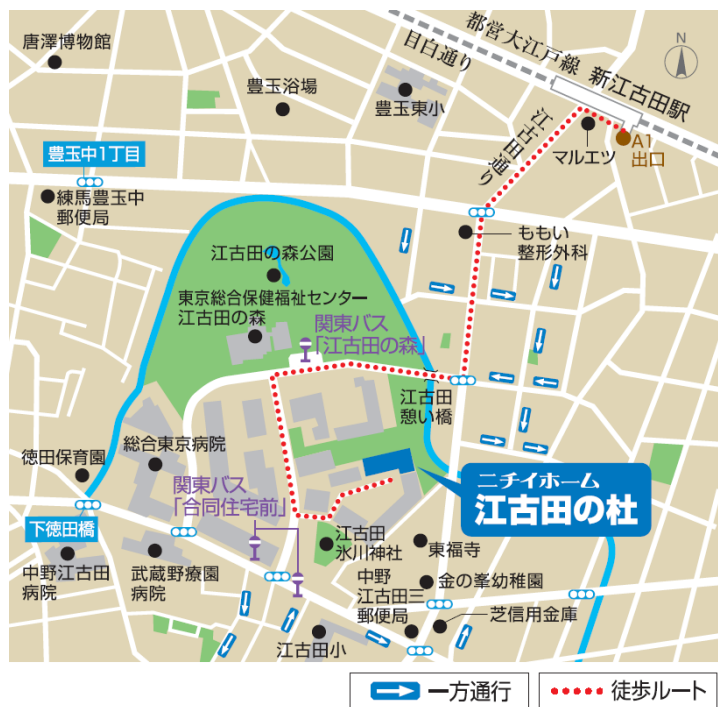 唐澤博物館
都営大江戸線 新江古田駅
目白通り
N
豊玉浴場
豊玉東小
江古田通り
マルエツ
A1
出口
豊玉中1丁目
練馬豊玉中
郵便局
ももい
整形外科
江古田の森公園
東京総合保健福祉センター
江古田の森
関東バス
「江古田の森」
江古田
憩い橋
徳田保育園
総合東京病院
関東バス
「合同住宅前」
ニチイホーム
江古田の杜
下徳田橋
中野江古田
病院
武蔵野療園
病院
江古田
氷川神社
東福寺
中野
江古田三
郵便局
金の峯幼稚園
芝信用金庫
江古田小
一方通行
徒歩ルート